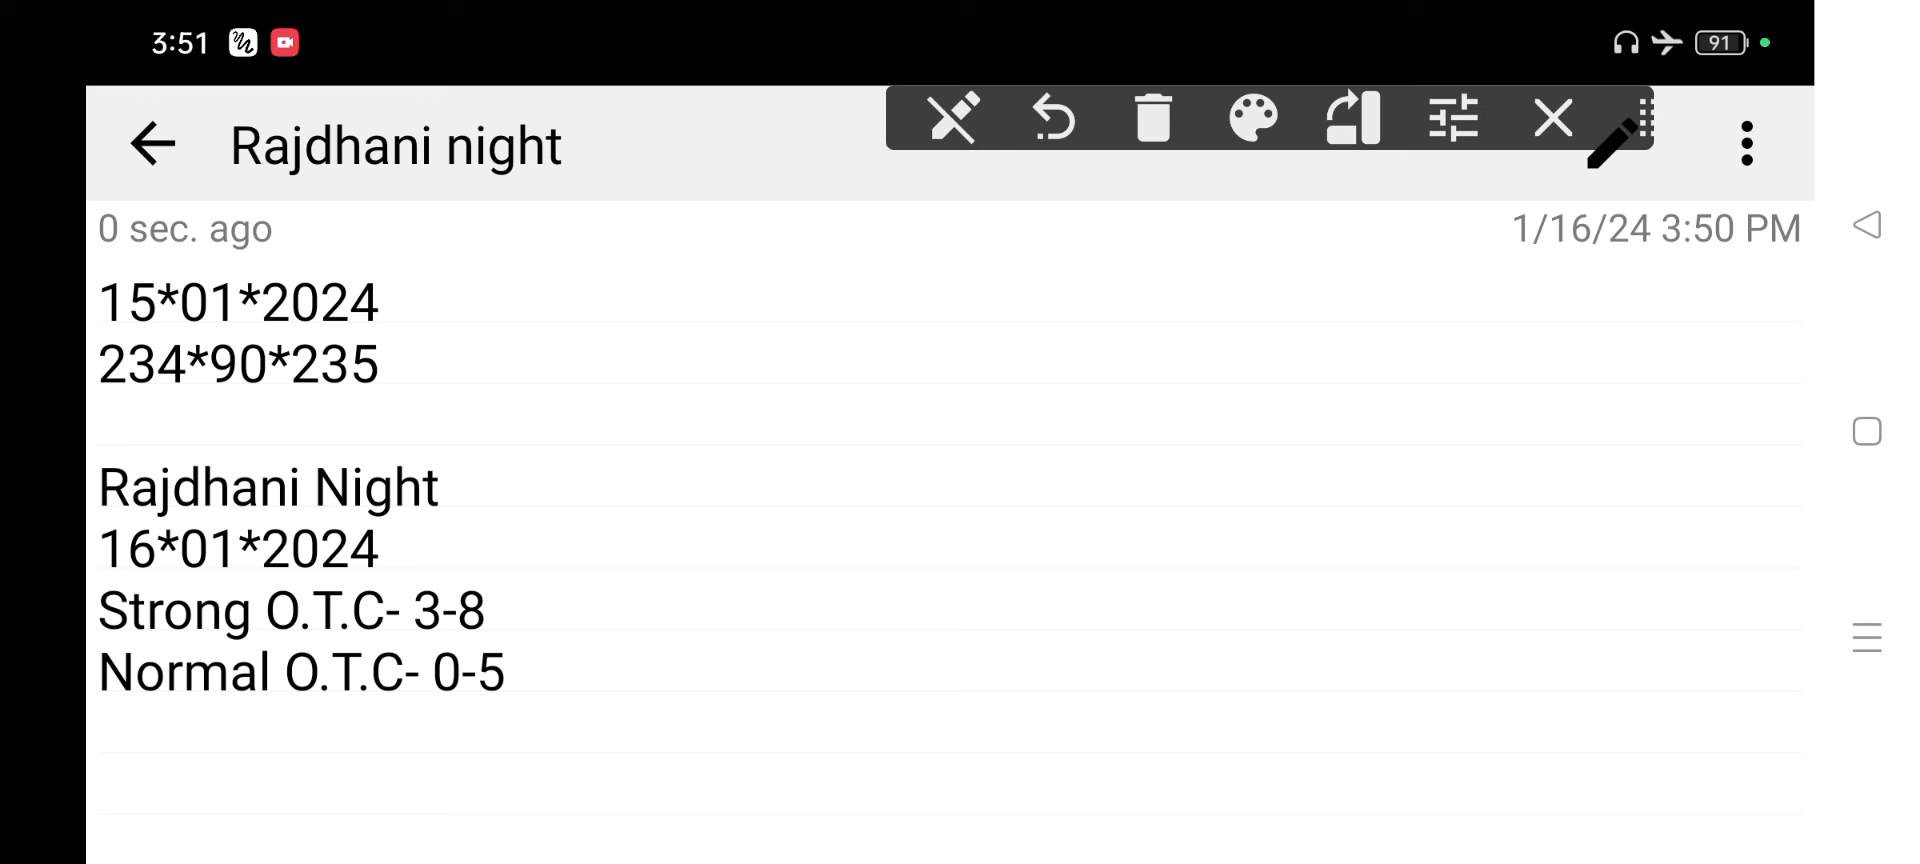 3:51
91
Rajdhani night
0 sec. ago
1/16/24 3:50 PM
15*01*2024
234*90*235
Rajdhani Night
16*01*2024
Strong O.T.C- 3-8
Normal O.T.C- 0-5